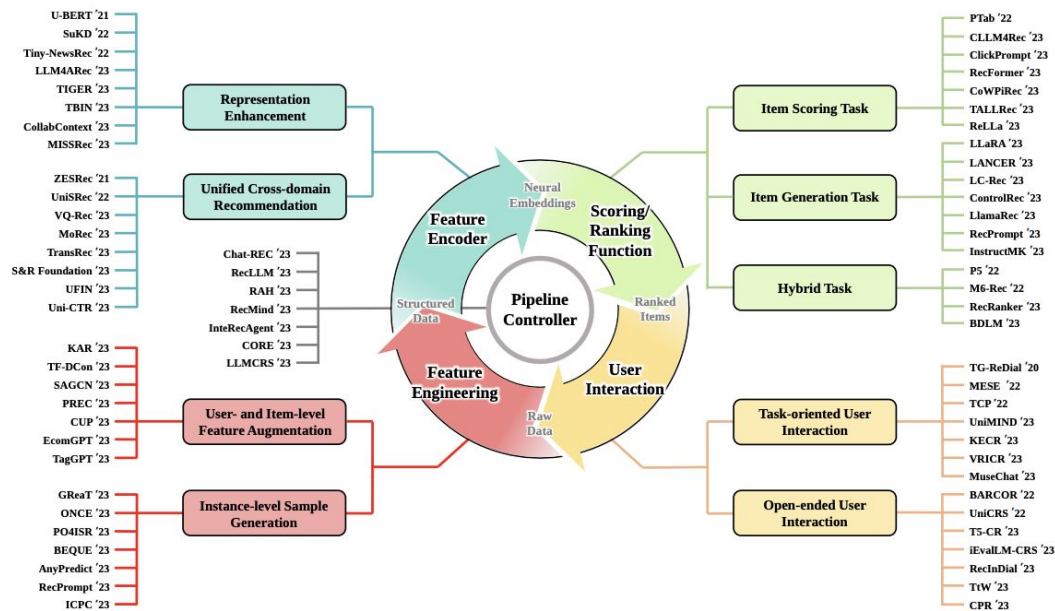 U-BERT '21
SuKD '22
Tiny-NewsRec '22
LLM4ARec '23
TIGER '23
TBIN '23
CollabContext '23
MISSRec '23
Representation
Enhancement
ZESRec '21
UniSRec '22
VQ-Rec '22
MoRec '23
TransRec '23
S&R Foundation '23
UFIN '23
Uni-CTR '23
Unified Cross-domain
Recommendation
Chat-REC '23
RecLLM '23
RAH '23
RecMind '23
InteRecAgent '23
CORE '23
LLMCRS '23
KAR '23
TF-DCon '23
SAGCN '23
PREC '23
CUP '23
EcomGPT '23
TagGPT '23
User- and Item-level
Feature Augmentation
GReaT '23
ONCE '23
PO4ISR '23
BEQUE '23
AnyPredict '23
RecPrompt '23
ICPC '23
Instance-level Sample
Generation
Feature
Encoder
Neural
Embeddings
Scoring/
Ranking
Function
Structured
Data
Pipeline
Controller
Ranked
Items
Feature
Engineering
User
Interaction
Raw
Data
Item Scoring Task
PTab '22
CLLM4Rec '23
ClickPrompt '23
RecFormer '23
CoWPiRec '23
TALLRec '23
ReLLa '23
Item Generation Task
LLaRA '23
LANCER '23
LC-Rec '23
ControlRec '23
LlamaRec '23
RecPrompt '23
InstructMK '23
Hybrid Task
P5 '22
M6-Rec '22
RecRanker '23
BDLM '23
Task-oriented User
Interaction
TG-ReDial '20
MESE '22
TCP '22
UniMIND '23
KECR '23
VRICR '23
MuseChat '23
Open-ended User
Interaction
BARCOR '22
UniCRS '22
T5-CR '23
iEvalLM-CRS '23
RecInDial '23
TtW '23
CPR '23